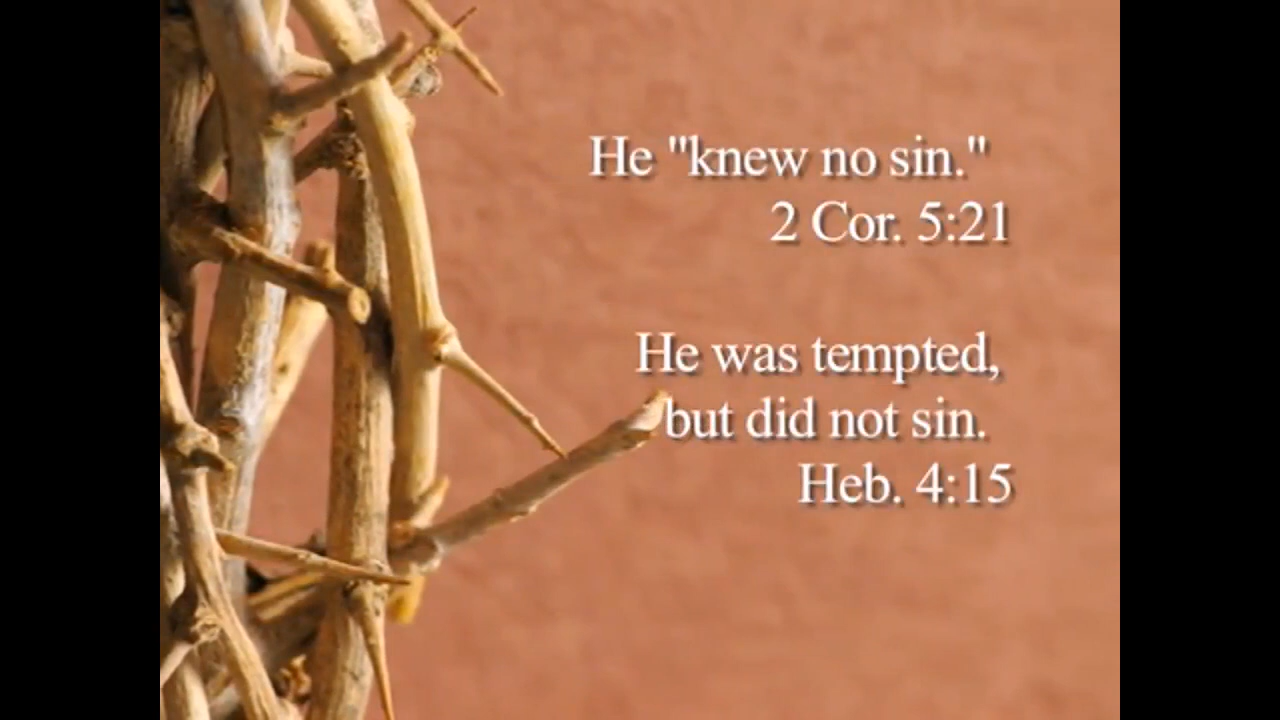 He "knew no sin."
2 Cor. 5:21
He was tempted,
but did not sin.
Heb. 4:15